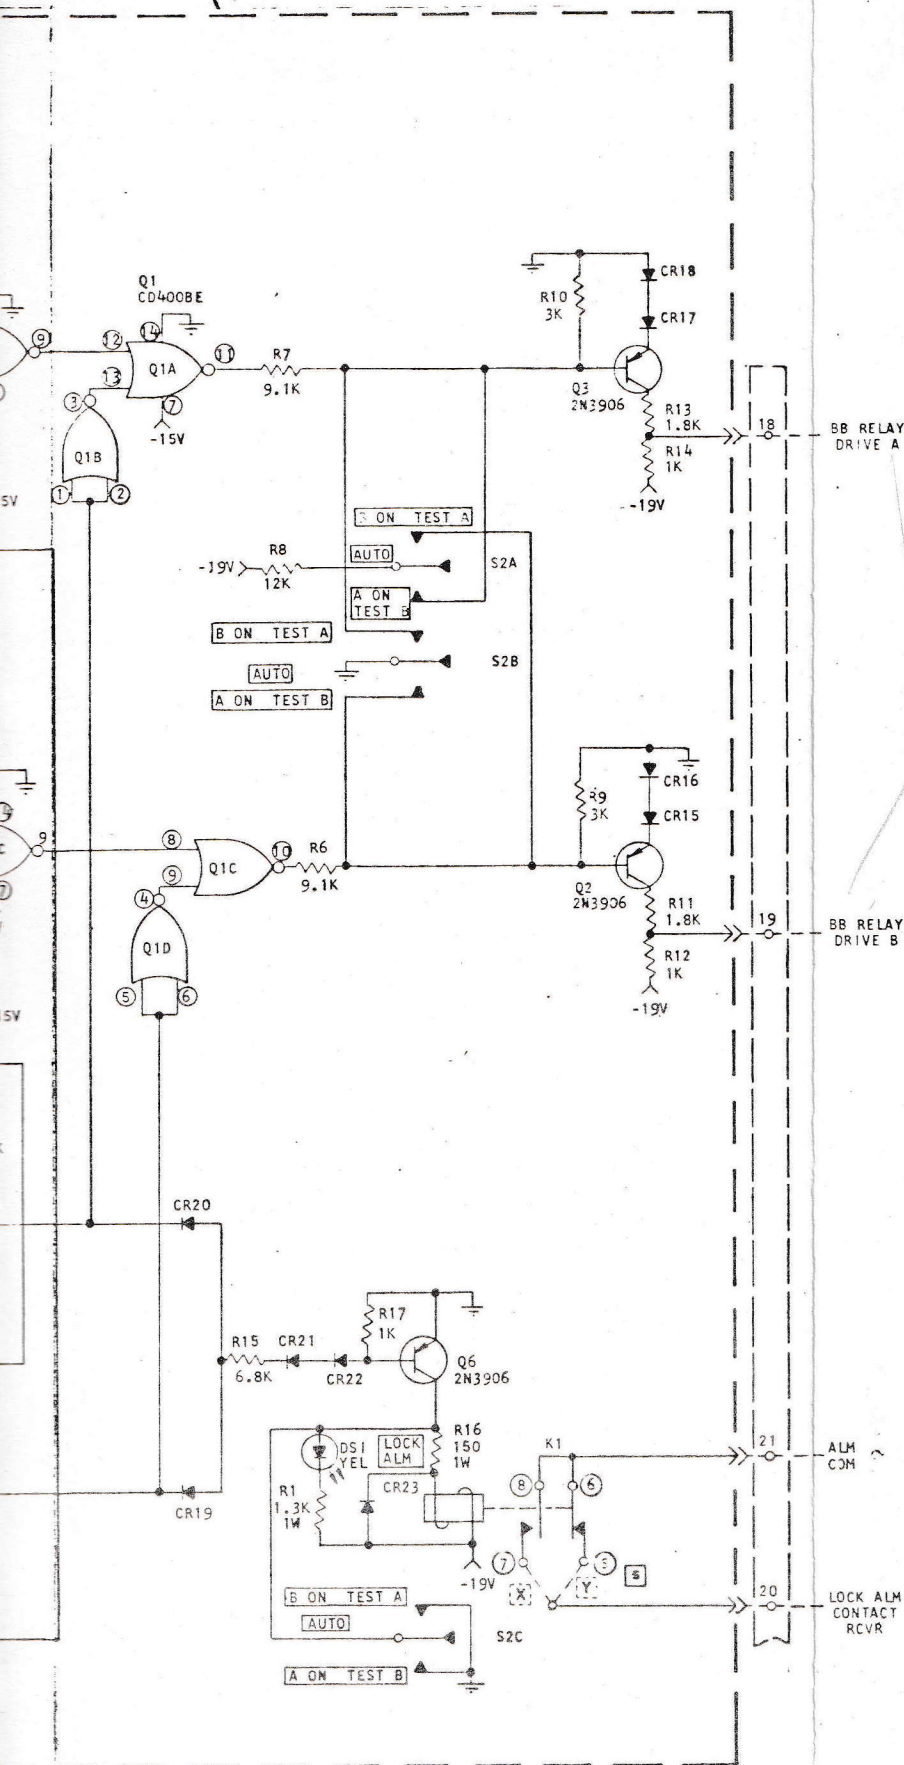 Q1
CD400BE
9
12
14
11
13
Q1A
R7
9.1K
7
-15V
3
Q1B
1
2
5V
R10
3K
CR18
CR17
Q3
2N3906
R13
1.8K
R14
1K
-19V
18
BB RELAY
DRIVE A
B ON TEST A
-19V
R8
12K
AUTO
S2A
A ON
TEST B
B ON TEST A
AUTO
S2B
A ON TEST B
R9
3K
CR16
CR15
9
8
9
10
Q1C
R6
9.1K
4
Q1D
5
6
7
5V
Q2
2N3906
R11
1.8K
R12
1K
-19V
19
BB RELAY
DRIVE B
CR20
R15
6.8K
CR21
CR22
R17
1K
Q6
2N3906
CR19
DS1
YEL
LOCK
ALM
R16
150
1W
R1
1.3K
1W
CR23
-19V
K1
8
6
7
5
X
Y
S
21
ALM
COM
20
LOCK ALM
CONTACT
RCVR
B ON TEST A
AUTO
S2C
A ON TEST B